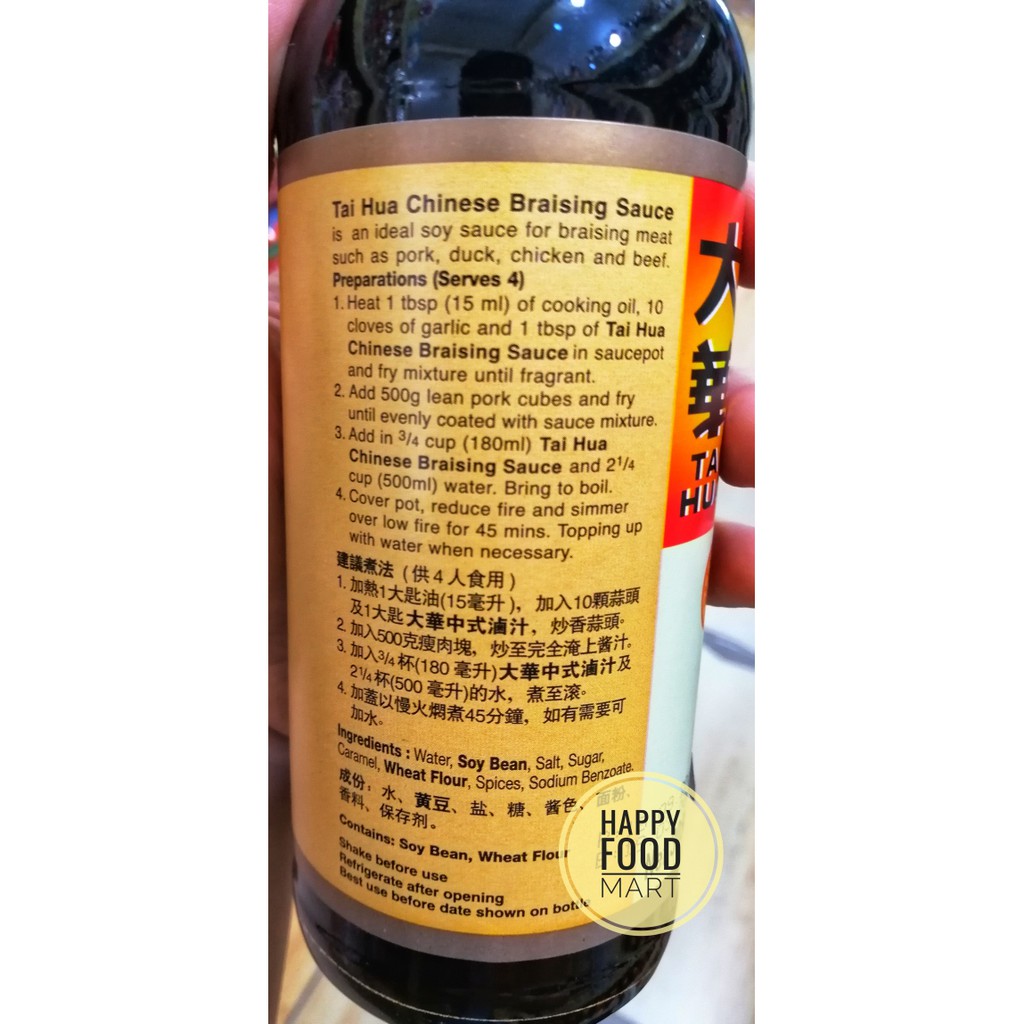 Tai Hua Chinese Braising Sauce
is an ideal soy sauce for braising meat
such as pork, duck, chicken and beef.
Preparations (Serves 4)
1. Heat 1 tbsp (15 ml) of cooking oil, 10
cloves of garlic and 1 tbsp of Tai Hua
Chinese Braising Sauce in saucepot
and fry mixture until fragrant.
2. Add 500g lean pork cubes and fry
until evenly coated with sauce mixture.
3. Add in 3/4 cup (180ml) Tai Hua
Chinese Braising Sauce and 2 1/4
cup (500ml) water. Bring to boil.
4. Cover pot, reduce fire and simmer
over low fire for 45 mins. Topping up
with water when necessary.
建議煮法 (供4人食用)
1. 加熱1大匙油(15毫升), 加入10顆蒜頭
及1大匙大華中式滷汁, 炒香蒜頭。
2. 加入500克瘦肉塊, 炒至完全淹上酱汁。
3. 加入3/4杯(180毫升)大華中式滷汁及
2 1/4杯(500毫升)的水, 煮至滚。
4. 加蓋以慢火燜煮45分鐘, 如有需要可
加水。
Ingredients : Water, Soy Bean, Salt, Sugar,
Caramel, Wheat Flour, Spices, Sodium Benzoate.
成份: 水、黄豆、盐、糖、酱色、面粉、
香料、保存剂。
Contains: Soy Bean, Wheat Flour
Shake before use
Refrigerate after opening
Best use before date shown on bottle
大華
TA
HU
HAPPY
FOOD
MART